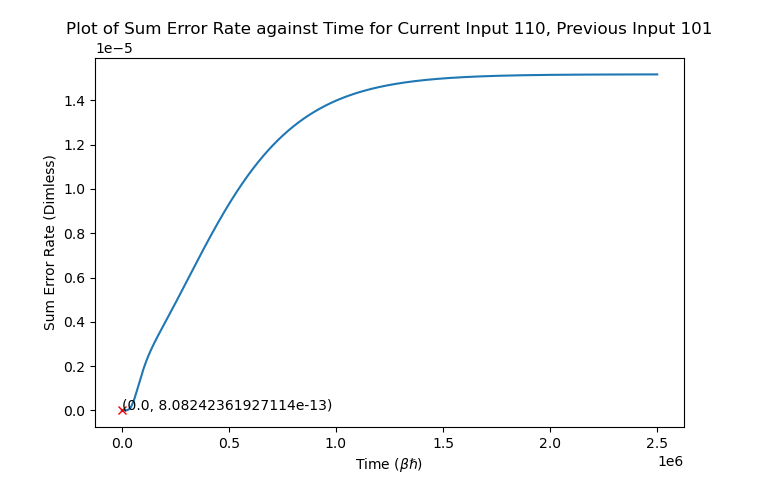 Plot of Sum Error Rate against Time for Current Input 110, Previous Input 101
1e−5
1.4
1.2
1.0
0.8
0.6
0.4
0.2
0.0
Sum Error Rate (Dimless)
(0.0, 8.08242361927114e-13)
0.0 0.5 1.0 1.5 2.0 2.5
1e6
Time (βℏ)